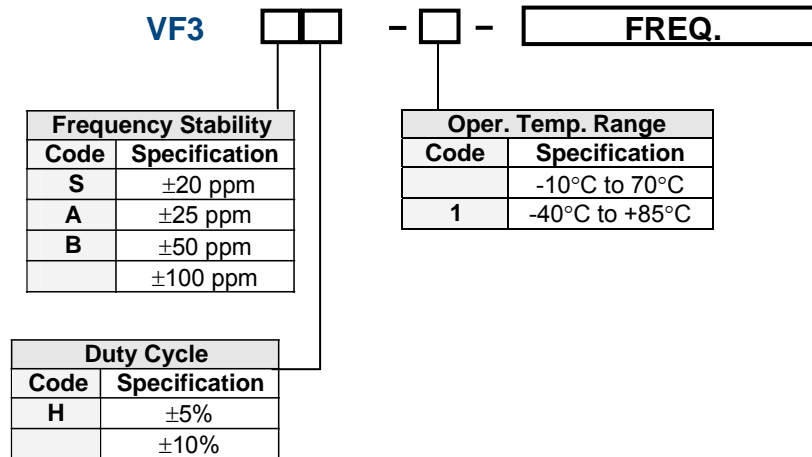 VF3 – – FREQ.
Frequency Stability
Code Specification
S ±20 ppm
A ±25 ppm
B ±50 ppm
±100 ppm
Oper. Temp. Range
Code Specification
-10°C to 70°C
1 -40°C to +85°C
Duty Cycle
Code Specification
H ±5%
±10%